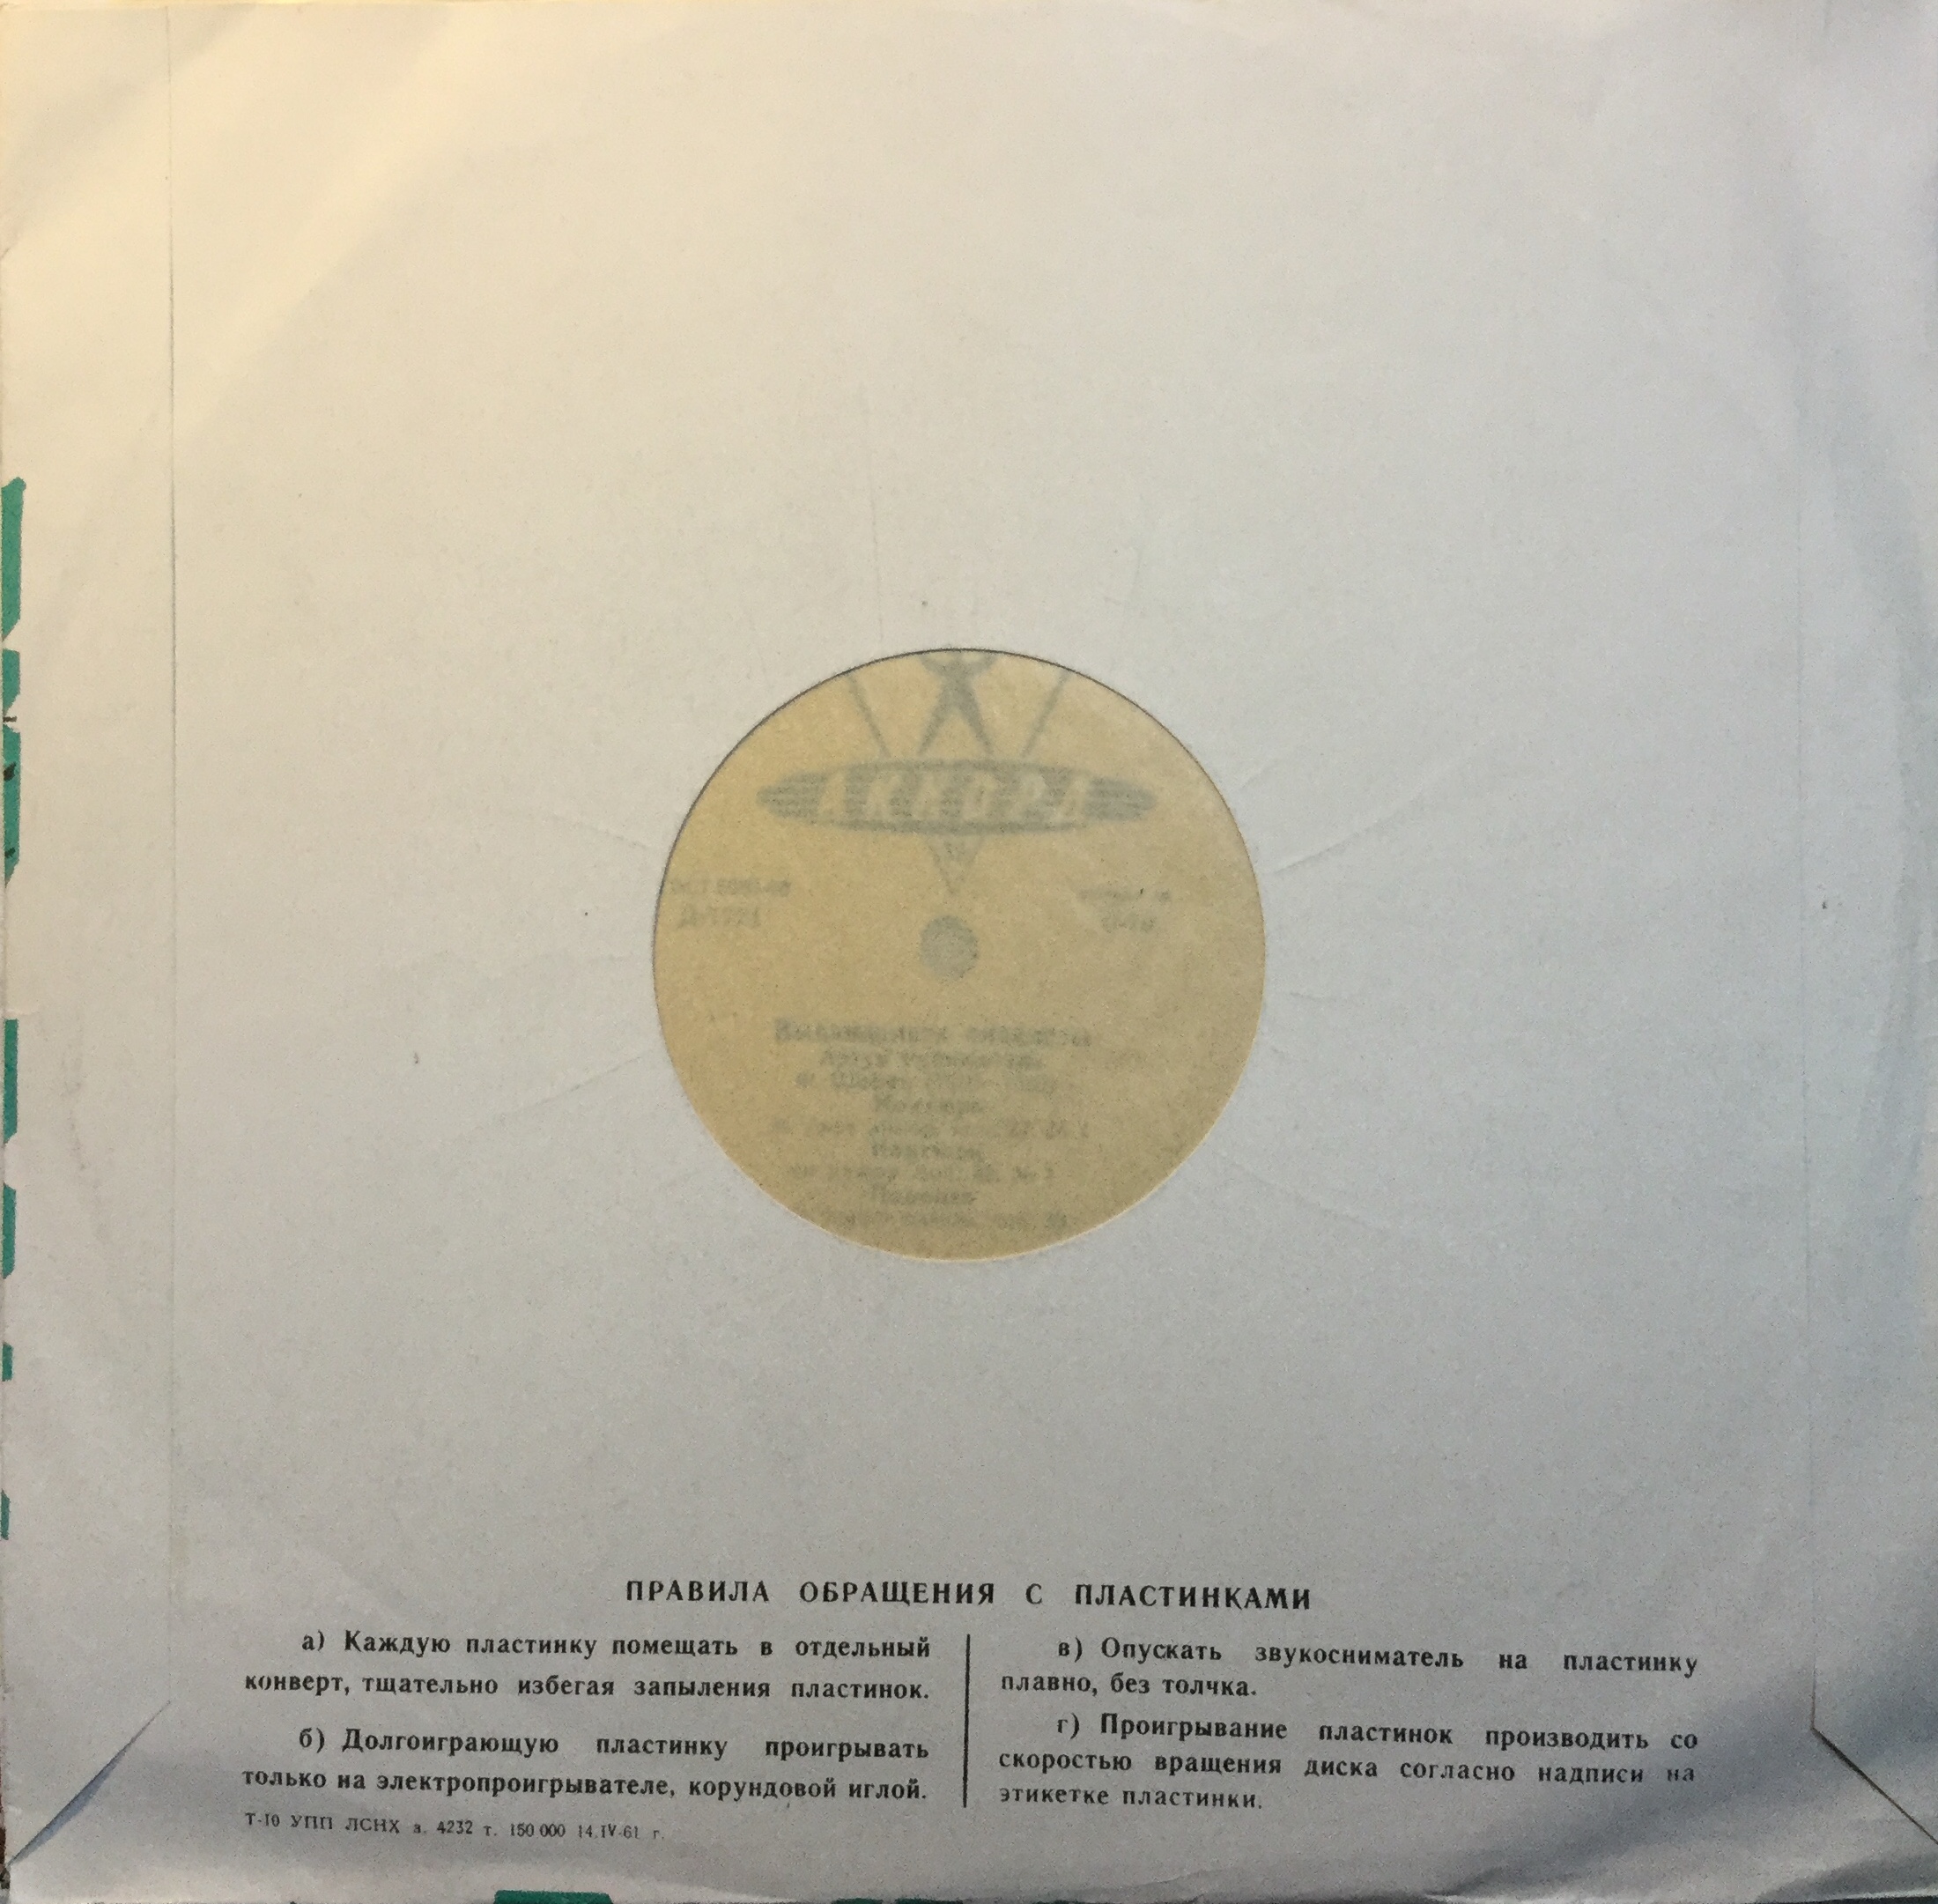 АККОРД
Ноктюрн
ПРАВИЛА ОБРАЩЕНИЯ С ПЛАСТИНКАМИ
а) Каждую пластинку помещать в отдельный
конверт, тщательно избегая запыления пластинок.
б) Долгоиграющую пластинку проигрывать
только на электропроигрывателе, корундовой иглой.
в) Опускать звукосниматель на пластинку
плавно, без толчка.
г) Проигрывание пластинок производить со
скоростью вращения диска согласно надписи на
этикетке пластинки.
Т-10 УПП ЛСНХ з. 4232 т. 150 000 14.IV-61 г.